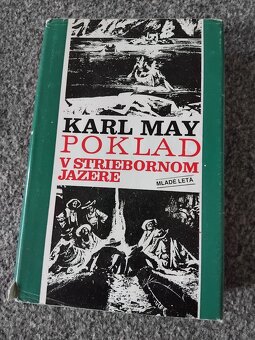 KARL MAY
POKLAD
V STRIEBORNOM
JAZERE
MLADÉ LETÁ